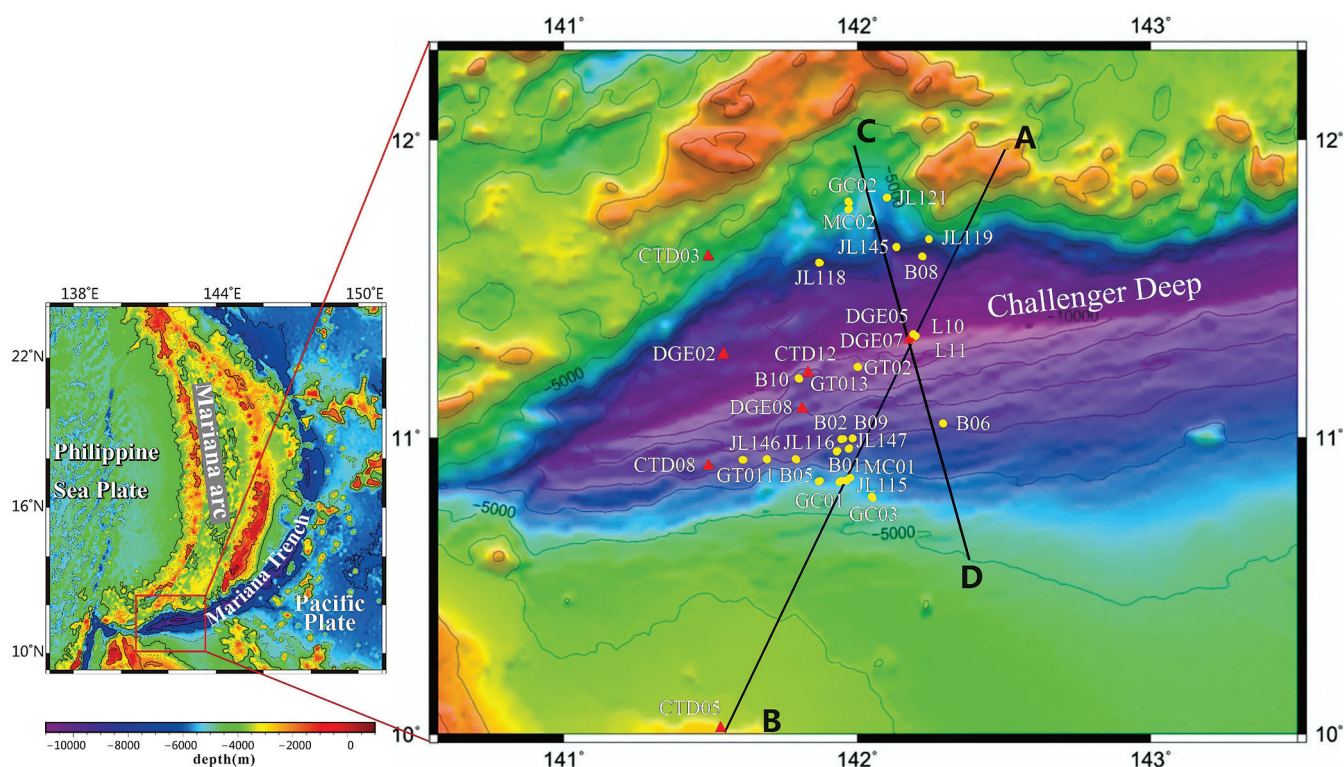 141
142
143
12°
12°
C
A
-5000
GC02
JL121
MC02
JL145
JL119
CTD03
JL118
B08
Challenger Deep
-10000
DGE05
L10
DGE07
L11
DGE02
CTD12
GT02
B10
GT013
-5000
DGE08
B02
B09
B06
11°
11°
JL146
JL116
JL147
CTD08
GT011
B05
B01
MC01
JL115
GC01
GC03
-5000
-5000
D
CTD05
B
10°
10°
141
142
143
138°E
144°E
150°E
22°N
16°N
10°N
Philippine
Sea Plate
Mariana arc
Mariana Trench
Pacific
Plate
-10000
-8000
-6000
-4000
-2000
0
depth(m)